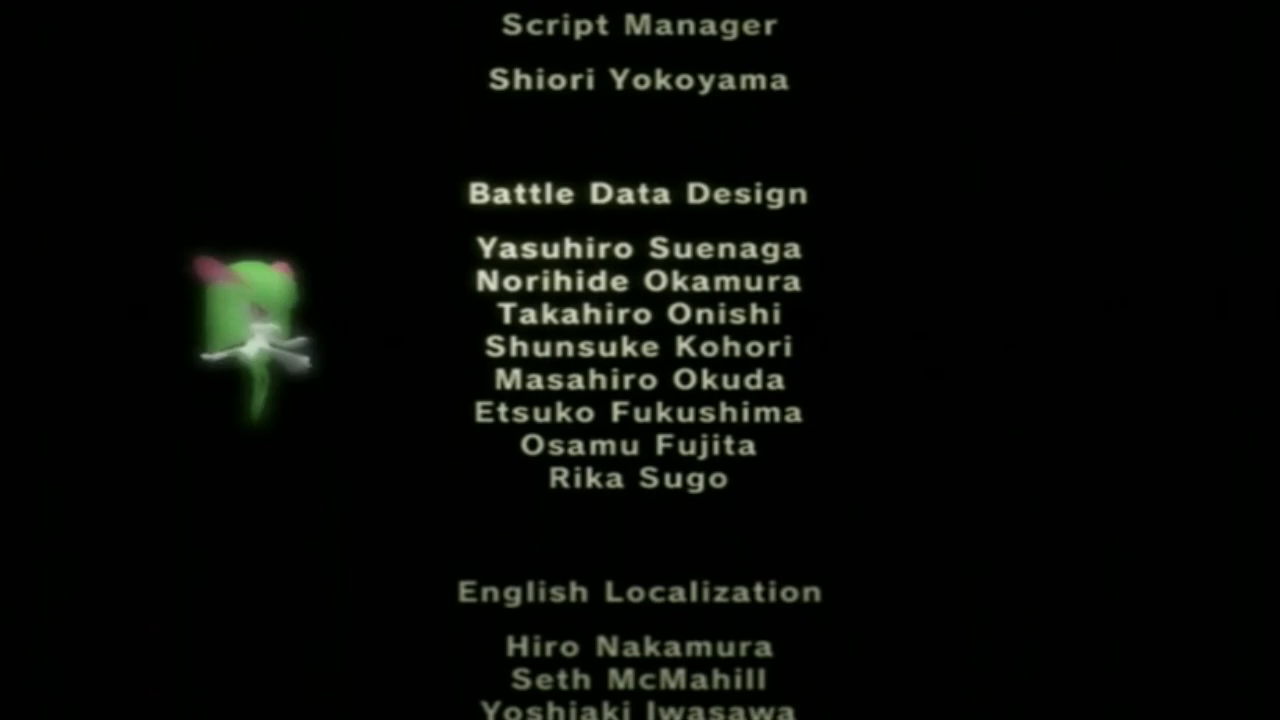 Script Manager
Shiori Yokoyama
Battle Data Design
Yasuhiro Suenaga
Norihide Okamura
Takahiro Onishi
Shunsuke Kohori
Masahiro Okuda
Etsuko Fukushima
Osamu Fujita
Rika Sugo
English Localization
Hiro Nakamura
Seth McMahill
Yoshiaki Iwasawa